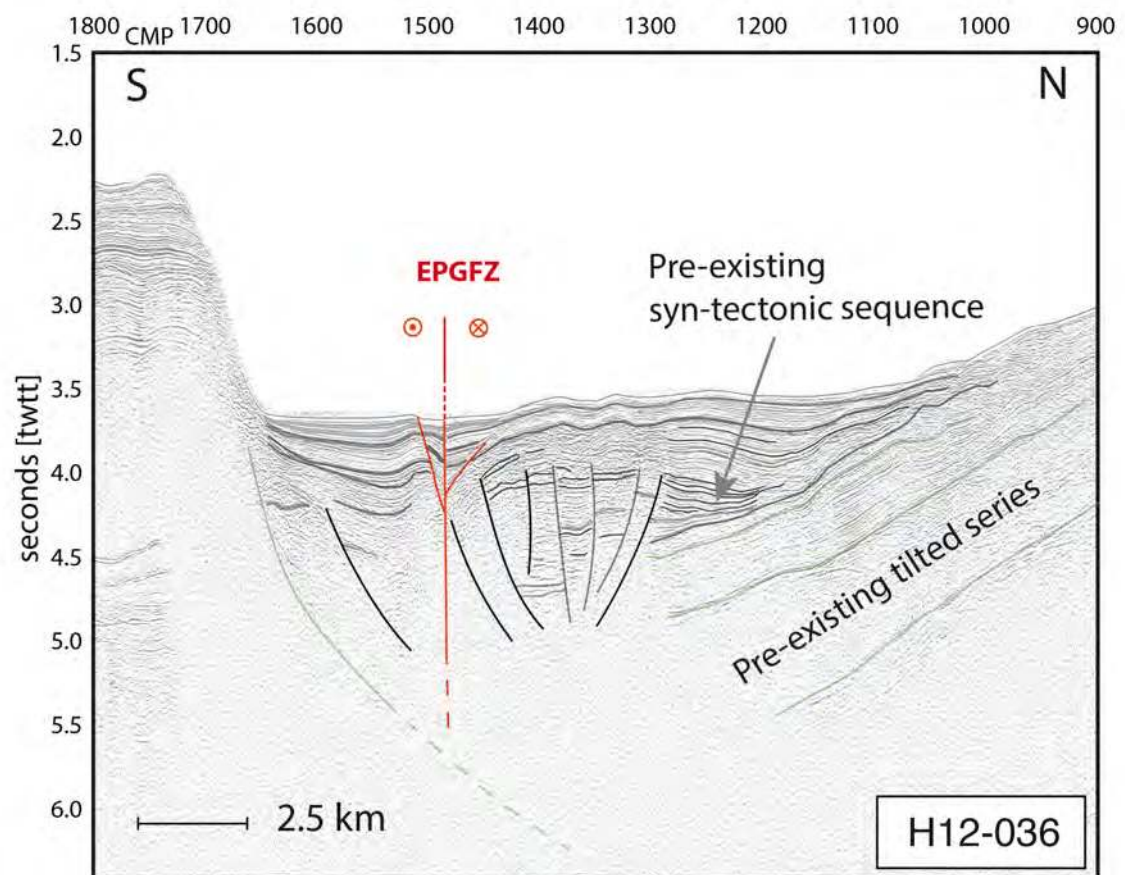 1800 CMP 1700 1600 1500 1400 1300 1200 1100 1000 900
1.5
S N
2.0
2.5
EPGFZ
Pre-existing
syn-tectonic sequence
3.0
3.5
seconds [twtt]
4.0
4.5
Pre-existing tilted series
5.0
5.5
6.0
2.5 km
H12-036